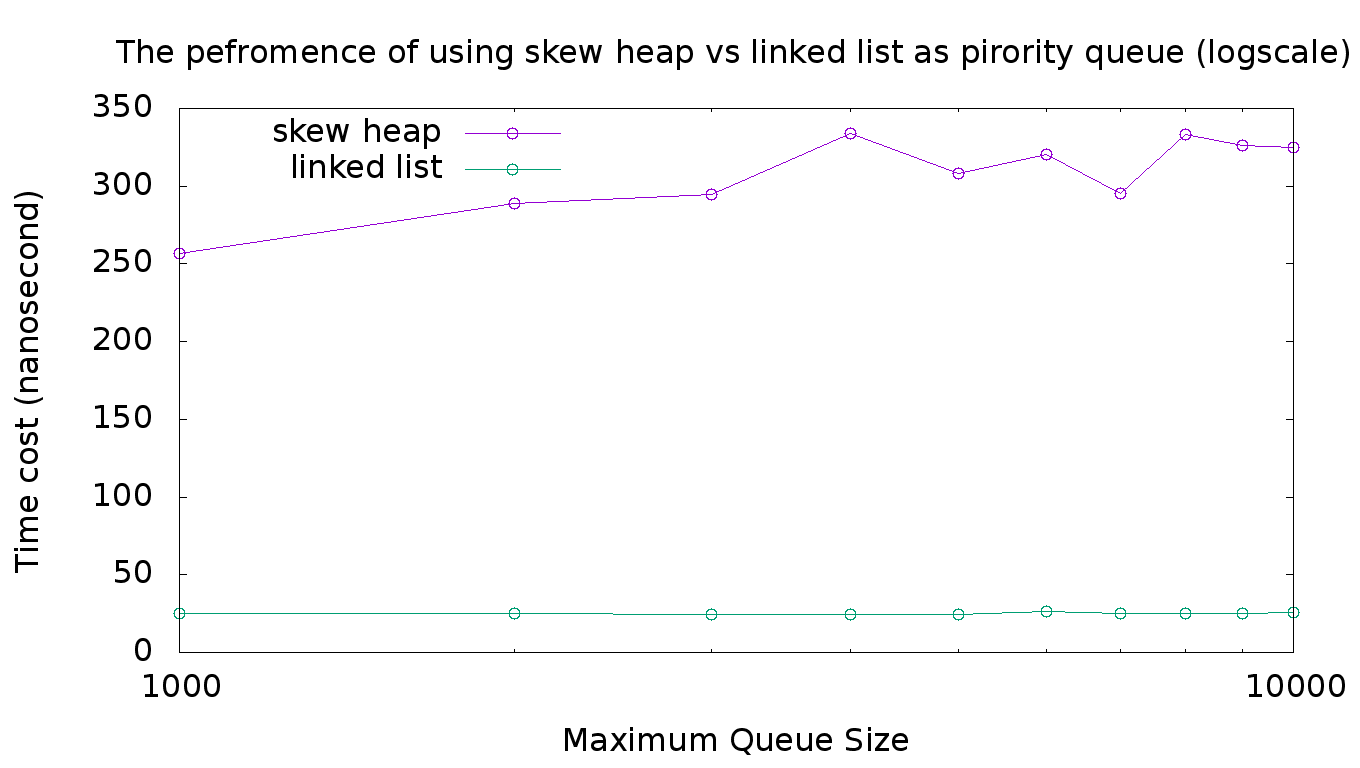 The pefromence of using skew heap vs linked list as pirority queue (logscale)
350
300
250
200
150
100
50
0
skew heap
linked list
Time cost (nanosecond)
1000
10000
Maximum Queue Size